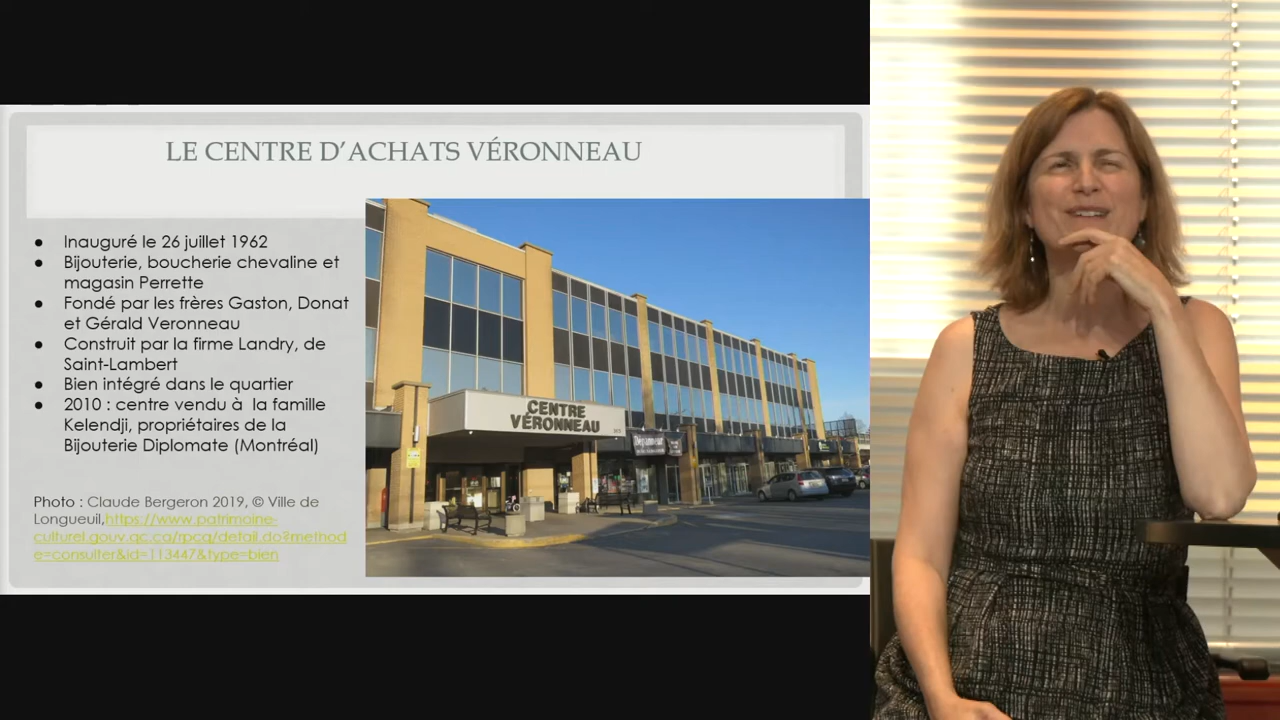 LE CENTRE D'ACHATS VÉRONNEAU
● Inauguré le 26 juillet 1962
● Bijouterie, boucherie chevaline et
magasin Perrette
● Fondé par les frères Gaston, Donat
et Gérald Veronneau
● Construit par la firme Landry, de
Saint-Lambert
● Bien intégré dans le quartier
● 2010 : centre vendu à la famille
Kelendji, propriétaires de la
Bijouterie Diplomate (Montréal)
Photo : Claude Bergeron 2019, © Ville de
Longueuil,https://www.patrimoine-
culturel.gouv.qc.ca/rpcq/detail.do?method
e=consulter&id=113447&type=bien
CENTRE
VÉRONNEAU
Dépanneur